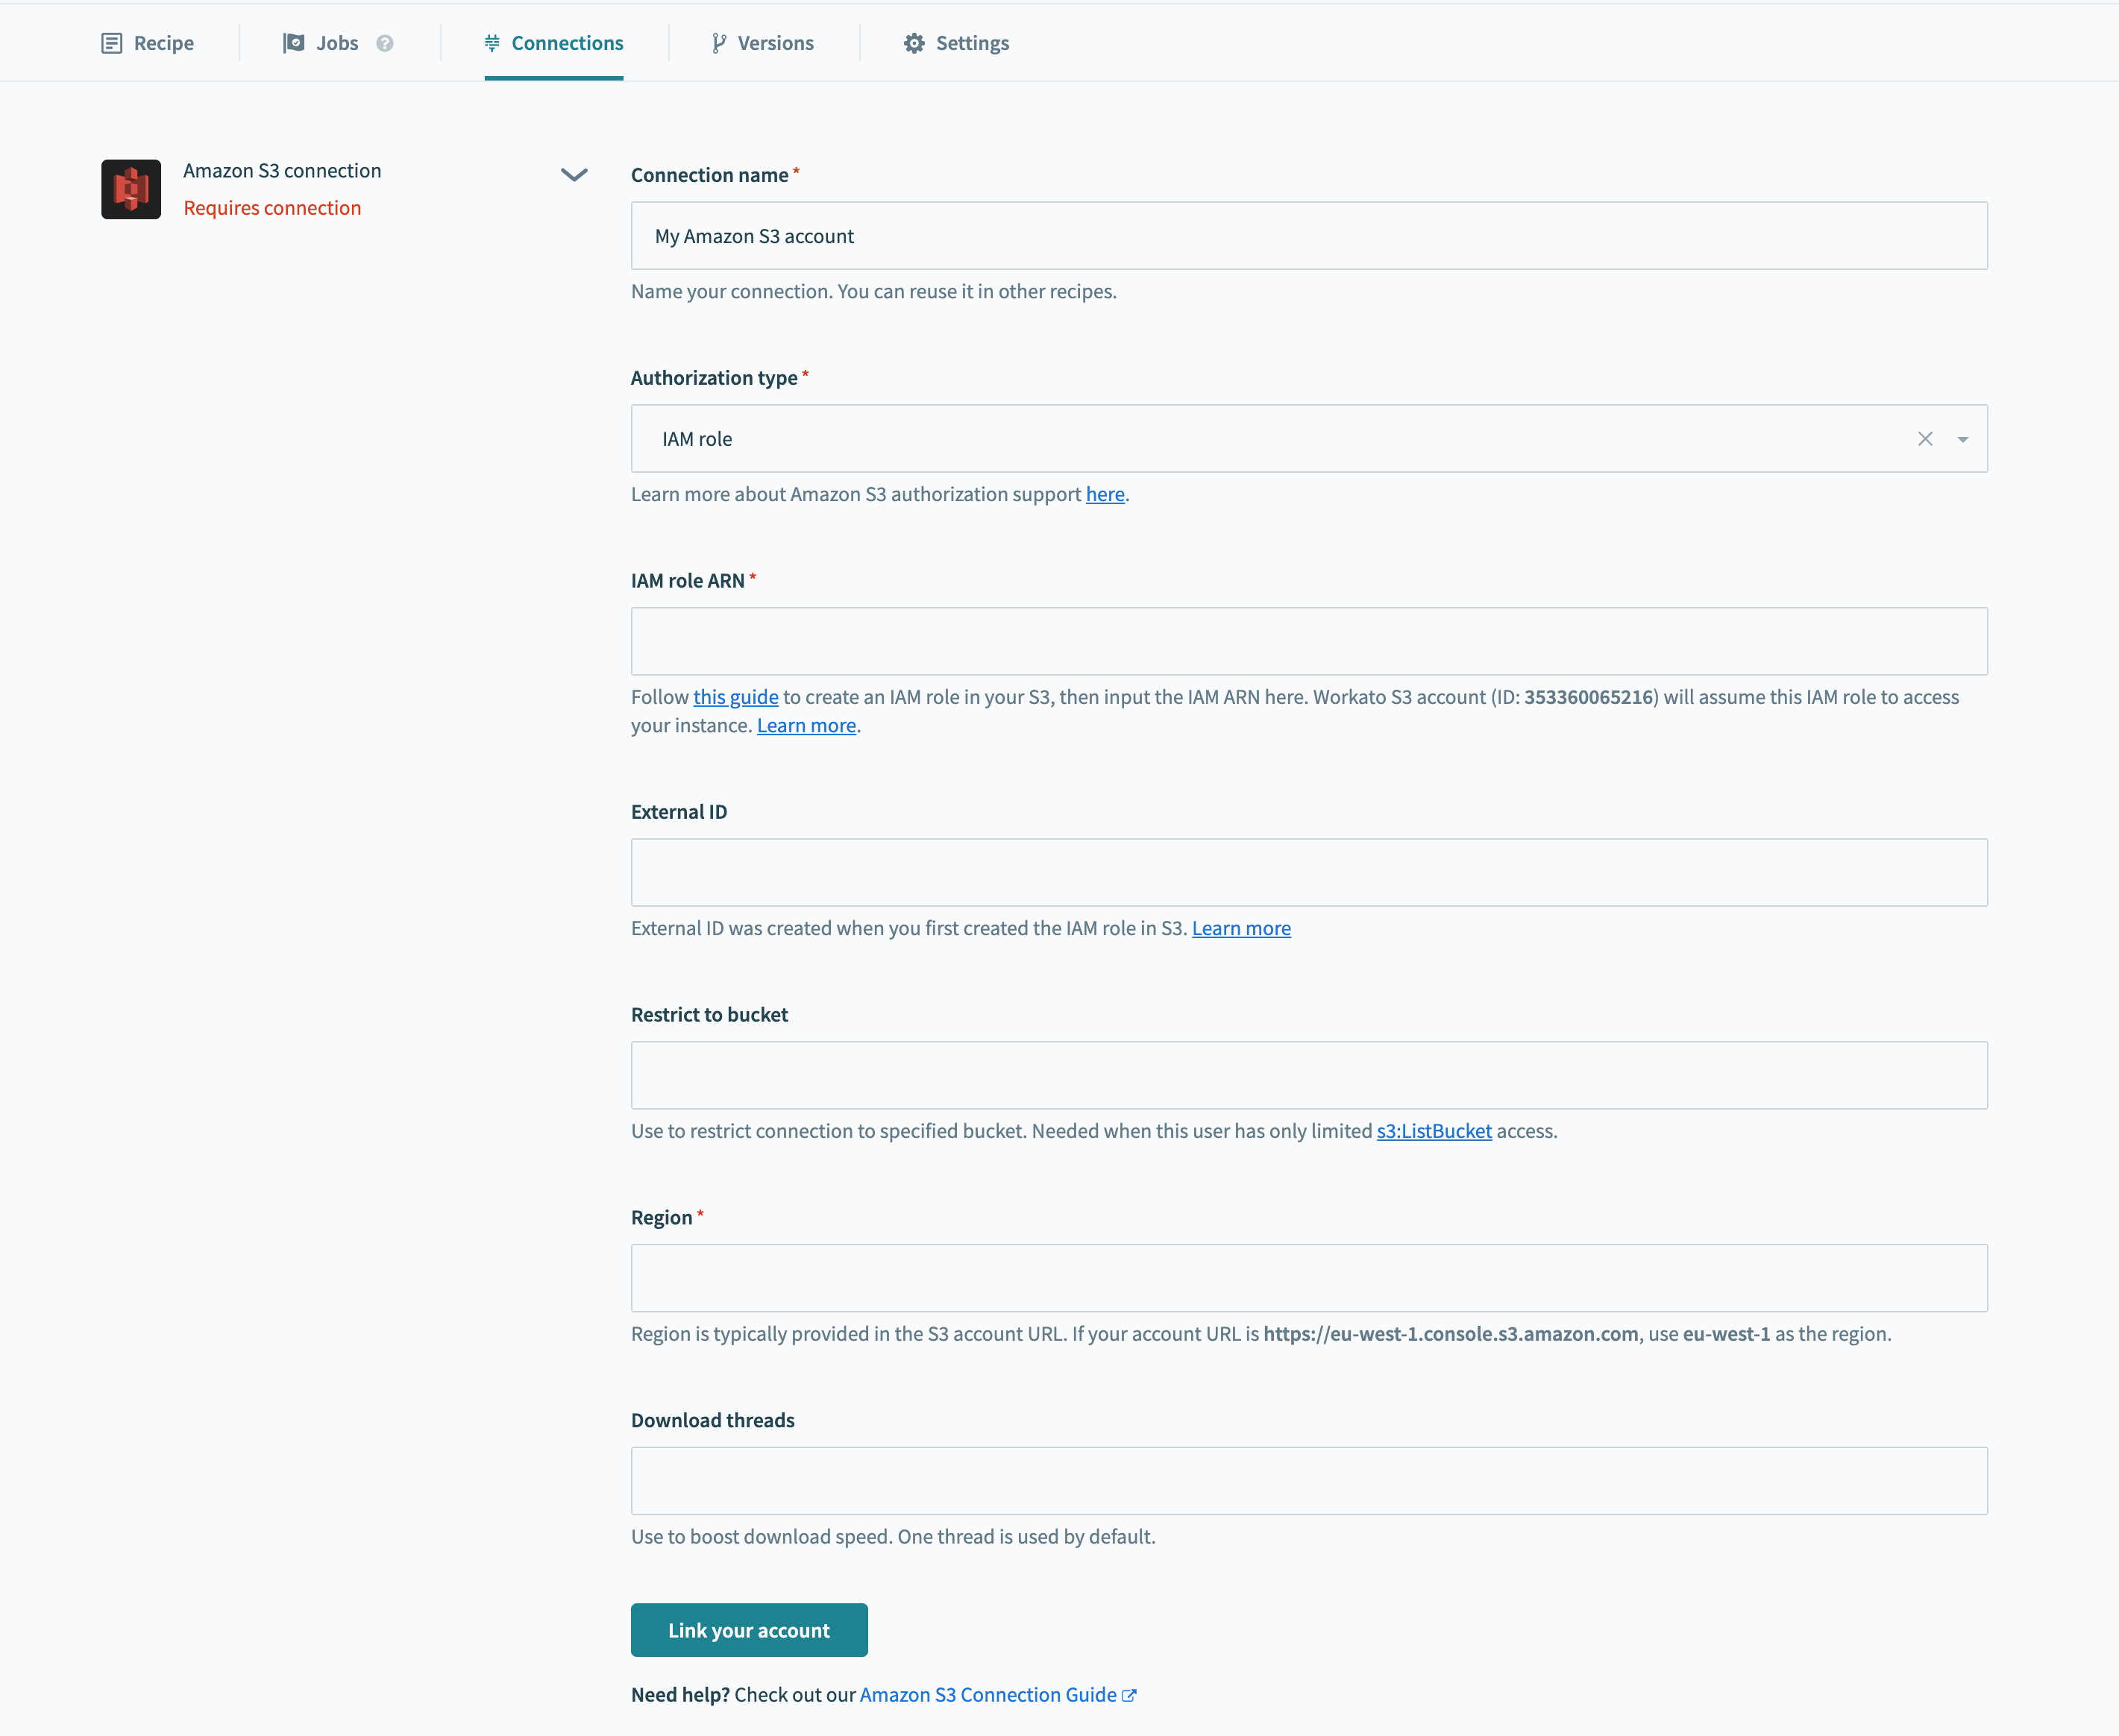 Recipe
Jobs
Connections
Versions
Settings
Amazon S3 connection
Requires connection
Connection name *
My Amazon S3 account
Name your connection. You can reuse it in other recipes.
Authorization type *
IAM role
Learn more about Amazon S3 authorization support here.
IAM role ARN *
Follow this guide to create an IAM role in your S3, then input the IAM ARN here. Workato S3 account (ID: 353360065216) will assume this IAM role to access
your instance. Learn more.
External ID
External ID was created when you first created the IAM role in S3. Learn more
Restrict to bucket
Use to restrict connection to specified bucket. Needed when this user has only limited s3:ListBucket access.
Region *
Region is typically provided in the S3 account URL. If your account URL is https://eu-west-1.console.s3.amazon.com, use eu-west-1 as the region.
Download threads
Use to boost download speed. One thread is used by default.
Link your account
Need help? Check out our Amazon S3 Connection Guide